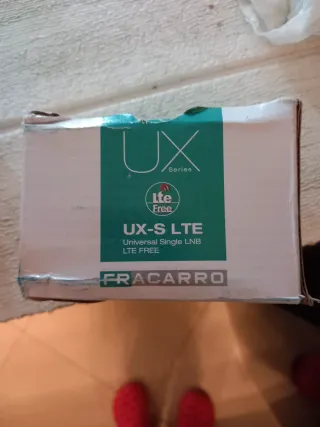 UX
Series
Lte
Free
UX-S LTE
Universal Single LNB
LTE FREE
FRACARRO